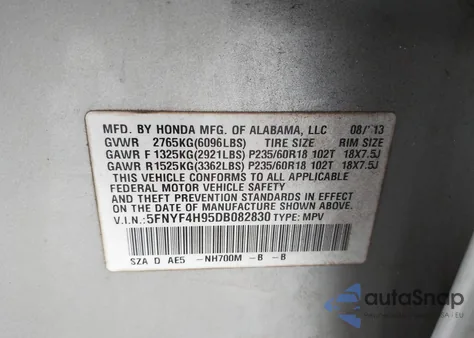 MFD. BY HONDA MFG. OF ALABAMA, LLC 08/'13
GVWR 2765KG(6096LBS) TIRE SIZE RIM SIZE
GAWR F 1325KG(2921LBS) P235/60R18 102T 18X7.5J
GAWR R 1525KG(3362LBS) P235/60R18 102T 18X7.5J
THIS VEHICLE CONFORMS TO ALL APPLICABLE
FEDERAL MOTOR VEHICLE SAFETY
AND THEFT PREVENTION STANDARDS IN EFFECT ON
THE DATE OF MANUFACTURE SHOWN ABOVE.
V.I.N.:5FNYF4H95DB082830 TYPE: MPV
SZA D AE5 -NH700M -B -B
autoSnap